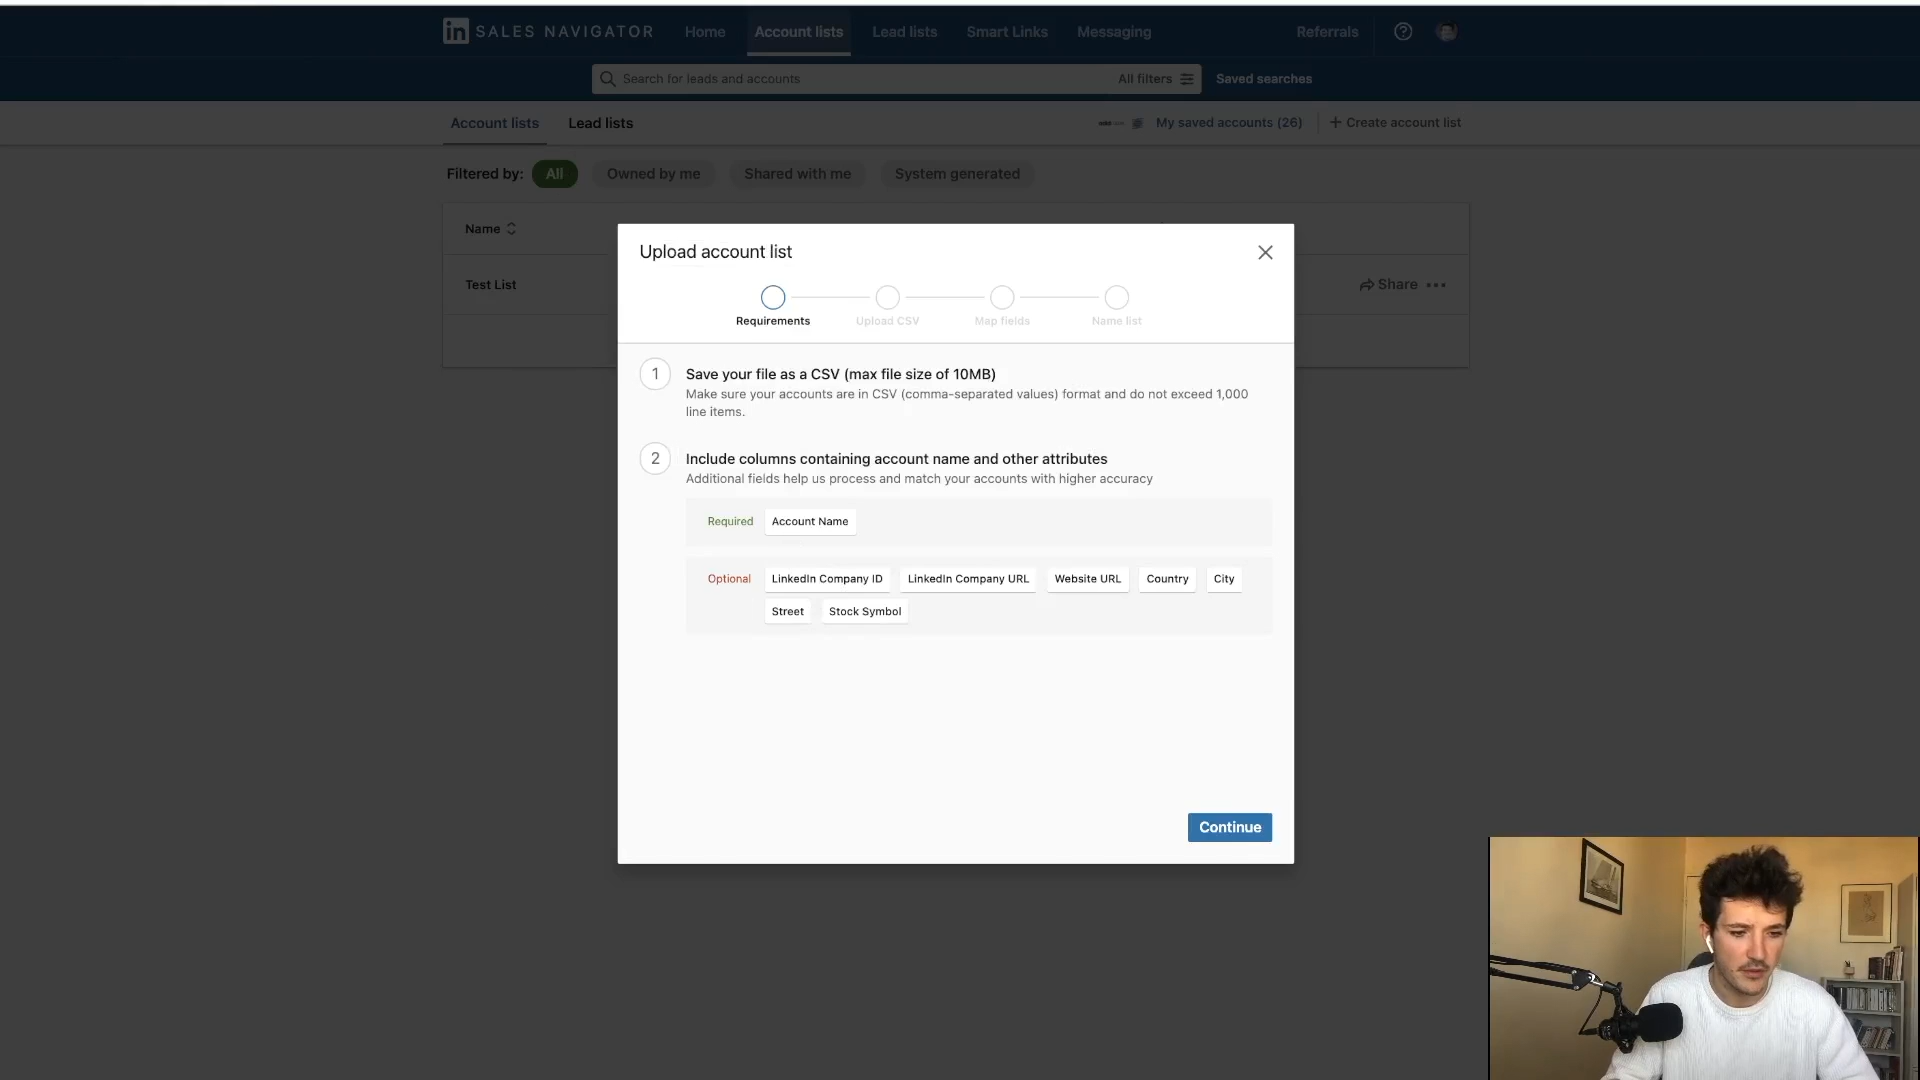 in SALES NAVIGATOR
Home
Account lists
Lead lists
Smart Links
Messaging
Referrals
Search for leads and accounts
All filters
Saved searches
Account lists
Lead lists
My saved accounts (26)
+ Create account list
Filtered by:
All
Owned by me
Shared with me
System generated
Name
Test List
Share
Upload account list
Requirements
Upload CSV
Map fields
Name list
1
Save your file as a CSV (max file size of 10MB)
Make sure your accounts are in CSV (comma-separated values) format and do not exceed 1,000
line items.
2
Include columns containing account name and other attributes
Additional fields help us process and match your accounts with higher accuracy
Required
Account Name
Optional
LinkedIn Company ID
LinkedIn Company URL
Website URL
Country
City
Street
Stock Symbol
Continue